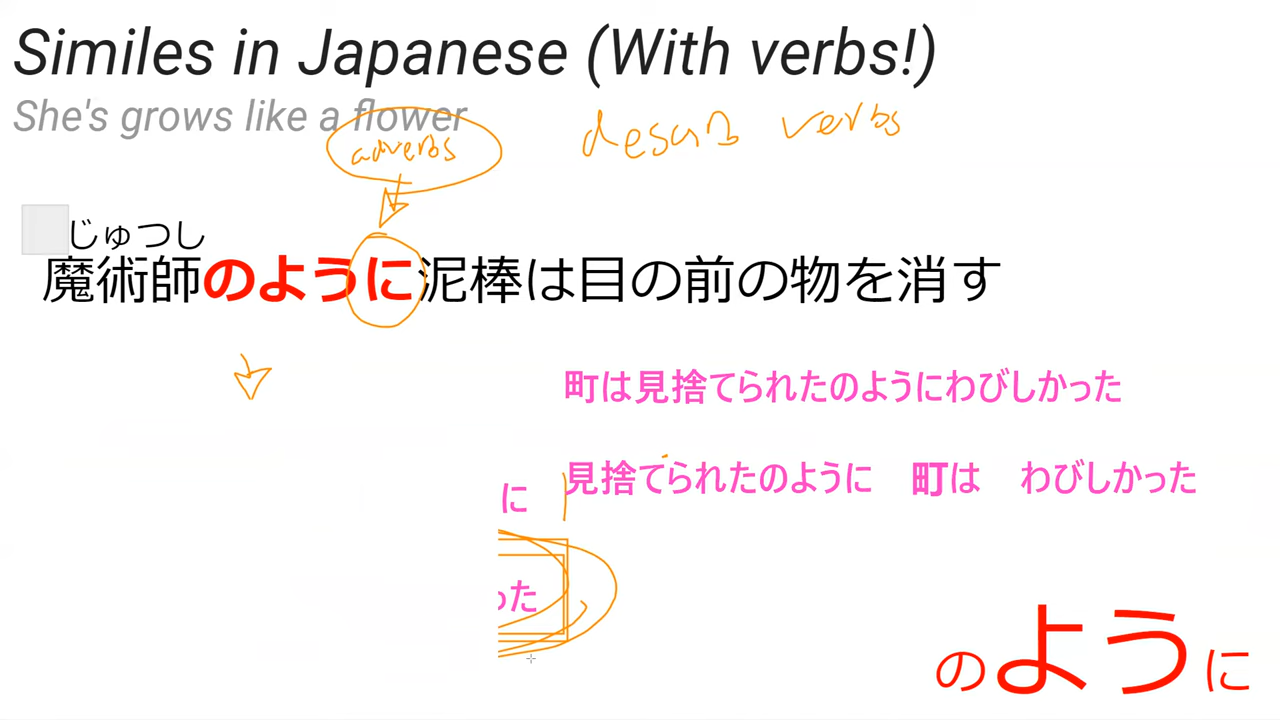 Similes in Japanese (With verbs!)
She's grows like a flower
adverbs
verbs
じゅつし
魔術師のように泥棒は目の前の物を消す
町は見捨てられたのようにわびしかった
見捨てられたのように 町は わびしかった
に
った
のように